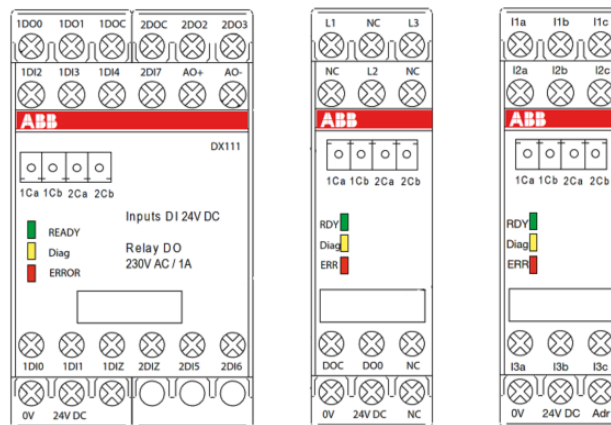 1DO0 1DO1 1DOC 2DOC 2DO2 2DO3
1DI2 1DI3 1DI4 2DI7 AO+ AO-
ABB
DX111
1Ca 1Cb 2Ca 2Cb
Inputs DI 24V DC
READY
Diag
Relay DO
230V AC / 1A
ERROR
1DI0 1DI1 1DIZ 2DIZ 2DI5 2DI6
0V 24V DC
L1 NC L3
NC L2 NC
ABB
1Ca 1Cb 2Ca 2Cb
RDY
Diag
ERR
DOC DO0 NC
0V 24V DC NC
I1a I1b I1c
I2a I2b I2c
ABB
1Ca 1Cb 2Ca 2Cb
RDY
Diag
ERR
I3a I3b I3c
0V 24V DC Adr